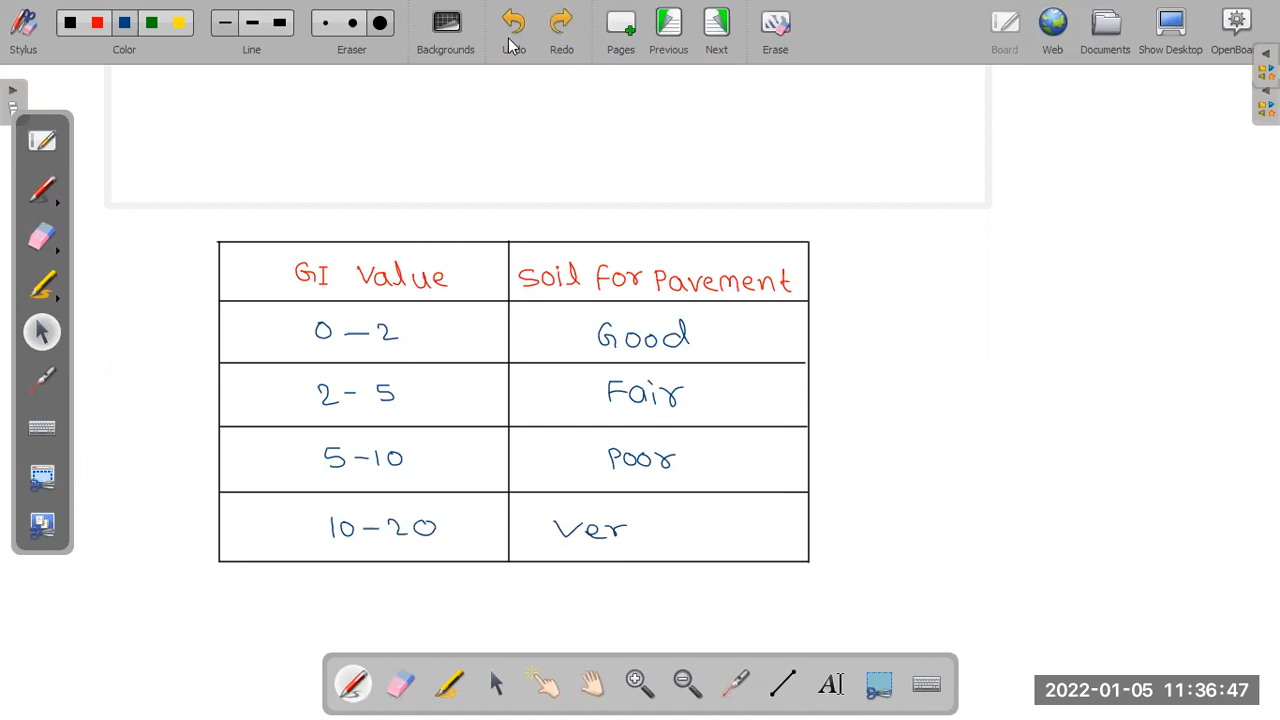 Stylus Color Line Eraser Backgrounds Undo Redo Pages Previous Next Erase Board Web Documents Show Desktop OpenBoard
GI Value Soil For Pavement
0 - 2 Good
2 - 5 Fair
5 - 10 Poor
10 - 20 Ver
2022-01-05 11:36:47